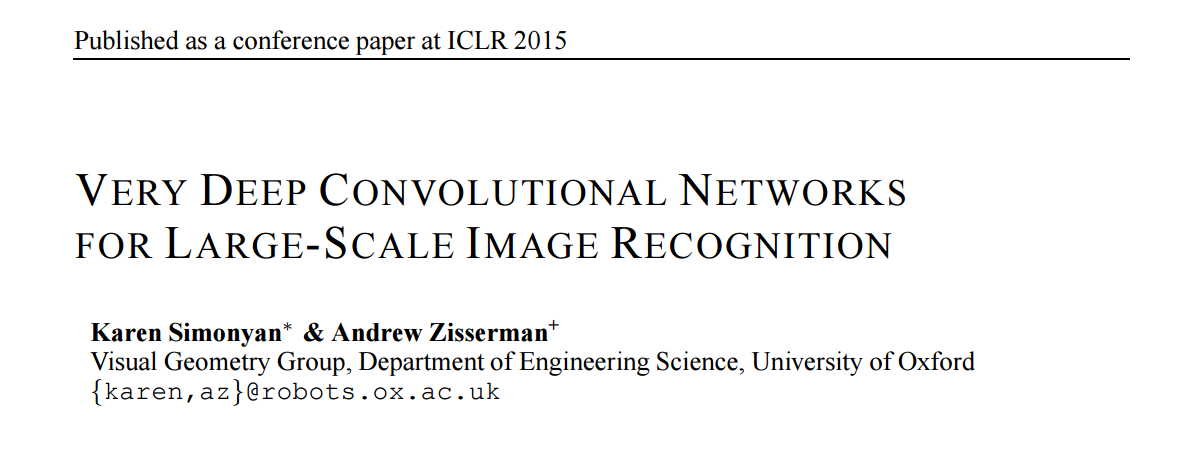 Published as a conference paper at ICLR 2015
VERY DEEP CONVOLUTIONAL NETWORKS
FOR LARGE-SCALE IMAGE RECOGNITION
Karen Simonyan* & Andrew Zisserman+
Visual Geometry Group, Department of Engineering Science, University of Oxford
{karen,az}@robots.ox.ac.uk